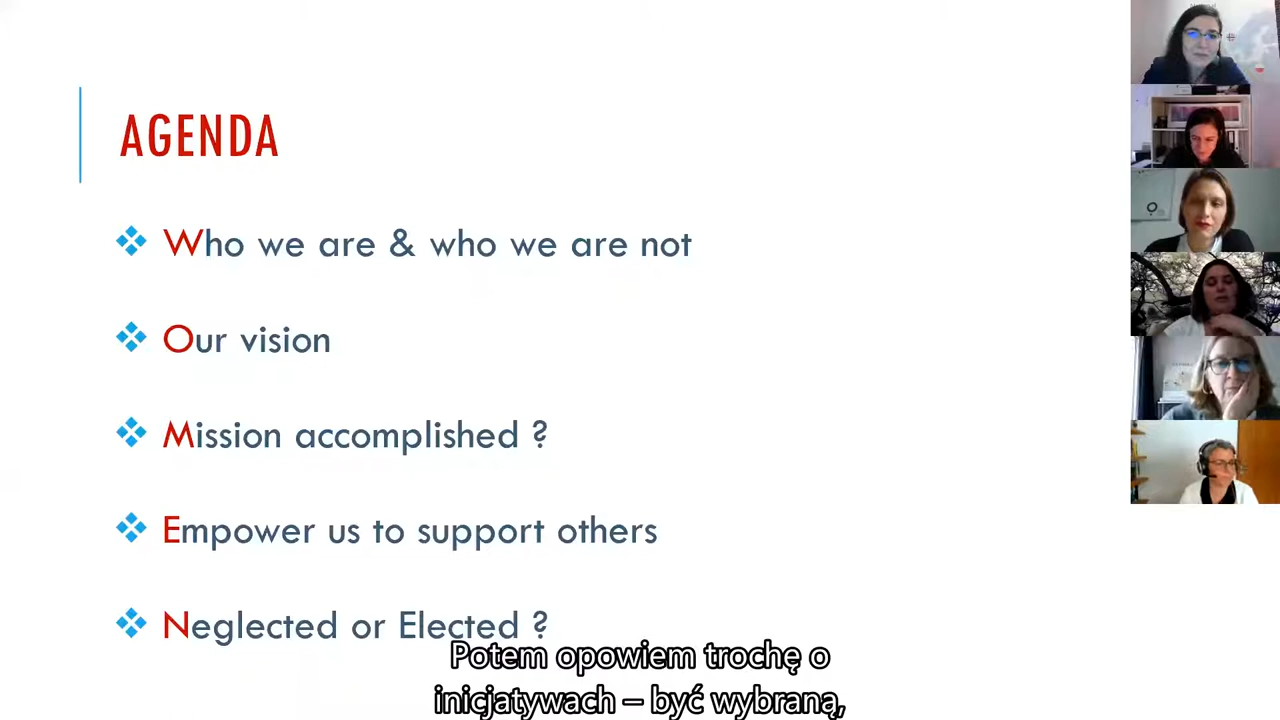 AGENDA
Who we are & who we are not
Our vision
Mission accomplished ?
Empower us to support others
Neglected or Elected ?
Potem opowiem trochę o
inicjatywach – być wybraną,